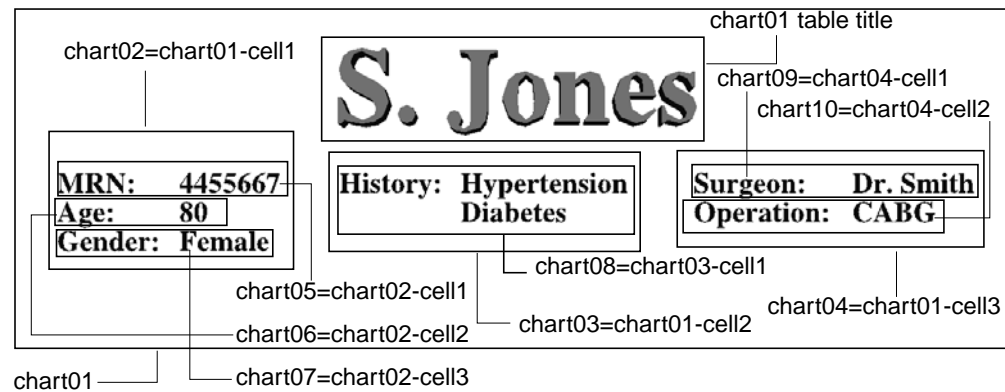 chart01 table title
chart02=chart01-cell1
S. Jones
chart09=chart04-cell1
chart10=chart04-cell2
MRN: 4455667
Age: 80
Gender: Female
History: Hypertension
Diabetes
Surgeon: Dr. Smith
Operation: CABG
chart08=chart03-cell1
chart05=chart02-cell1
chart04=chart01-cell3
chart03=chart01-cell2
chart06=chart02-cell2
chart01
chart07=chart02-cell3